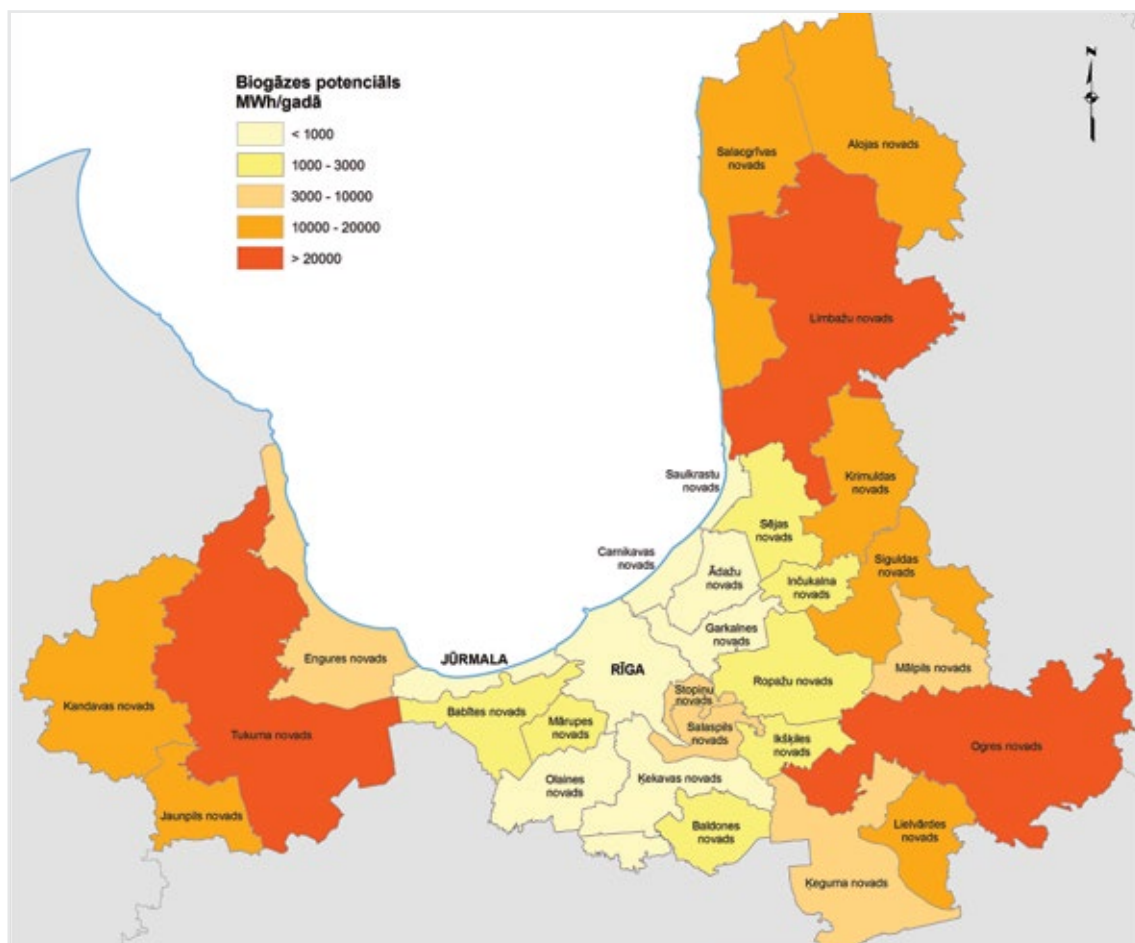 Biogāzes potenciāls
MWh/gadā
< 1000
1000 - 3000
3000 - 10000
10000 - 20000
> 20000
N
Salacgrīvas
novads
Alojas novads
Limbažu novads
Saulkrastu
novads
Krimuldas
novads
Sējas
novads
Carnikavas
novads
Ādažu
novads
Inčukalna
novads
Siguldas
novads
Garkalnes
novads
JŪRMALA
Engures novads
RĪGA
Mālpils novads
Ropažu novads
Stopiņu
novads
Kandavas novads
Babītes novads
Mārupes
novads
Salaspils
novads
Ikšķiles
novads
Tukuma novads
Ogres novads
Olaines
novads
Ķekavas novads
Jaunpils novads
Baldones
novads
Lielvārdes
novads
Ķeguma novads